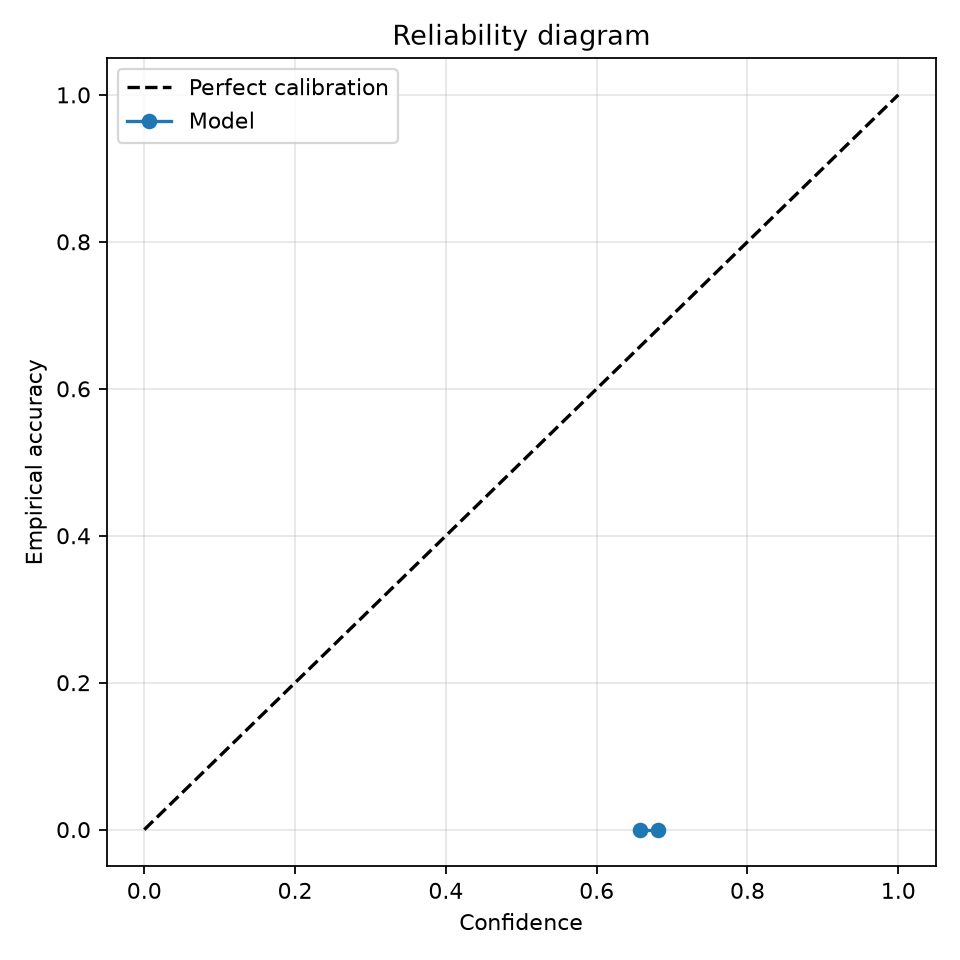 Reliability diagram
Perfect calibration
Model
1.0
0.8
0.6
0.4
0.2
0.0
Empirical accuracy
0.0 0.2 0.4 0.6 0.8 1.0
Confidence